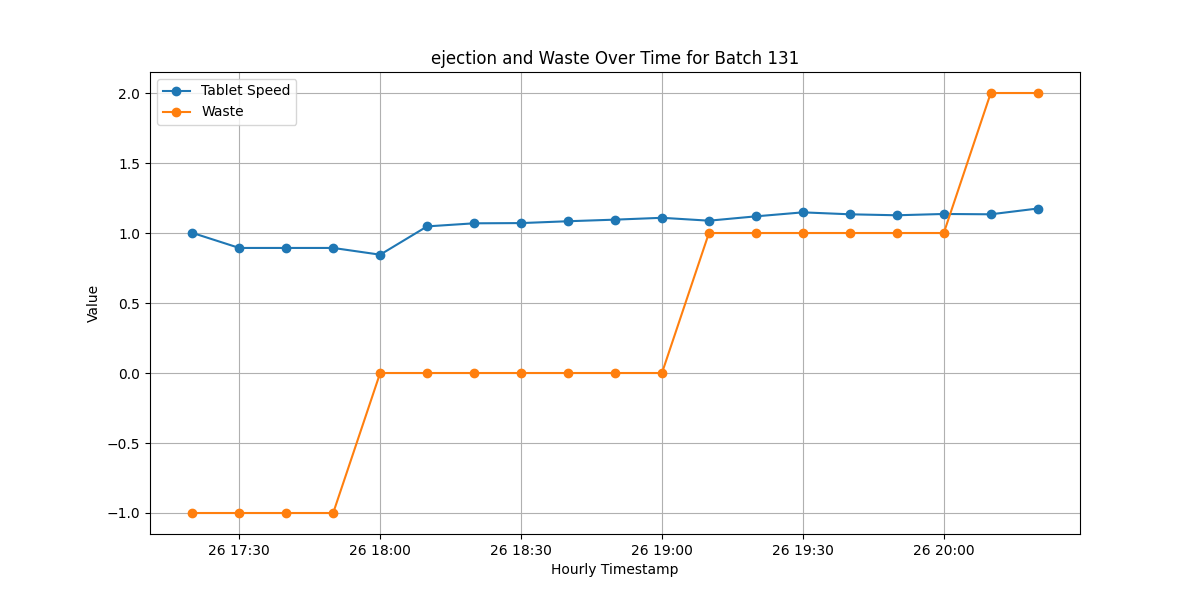 ejection and Waste Over Time for Batch 131
Tablet Speed
Waste
2.0
1.5
1.0
0.5
0.0
−0.5
−1.0
Value
26 17:30 26 18:00 26 18:30 26 19:00 26 19:30 26 20:00
Hourly Timestamp